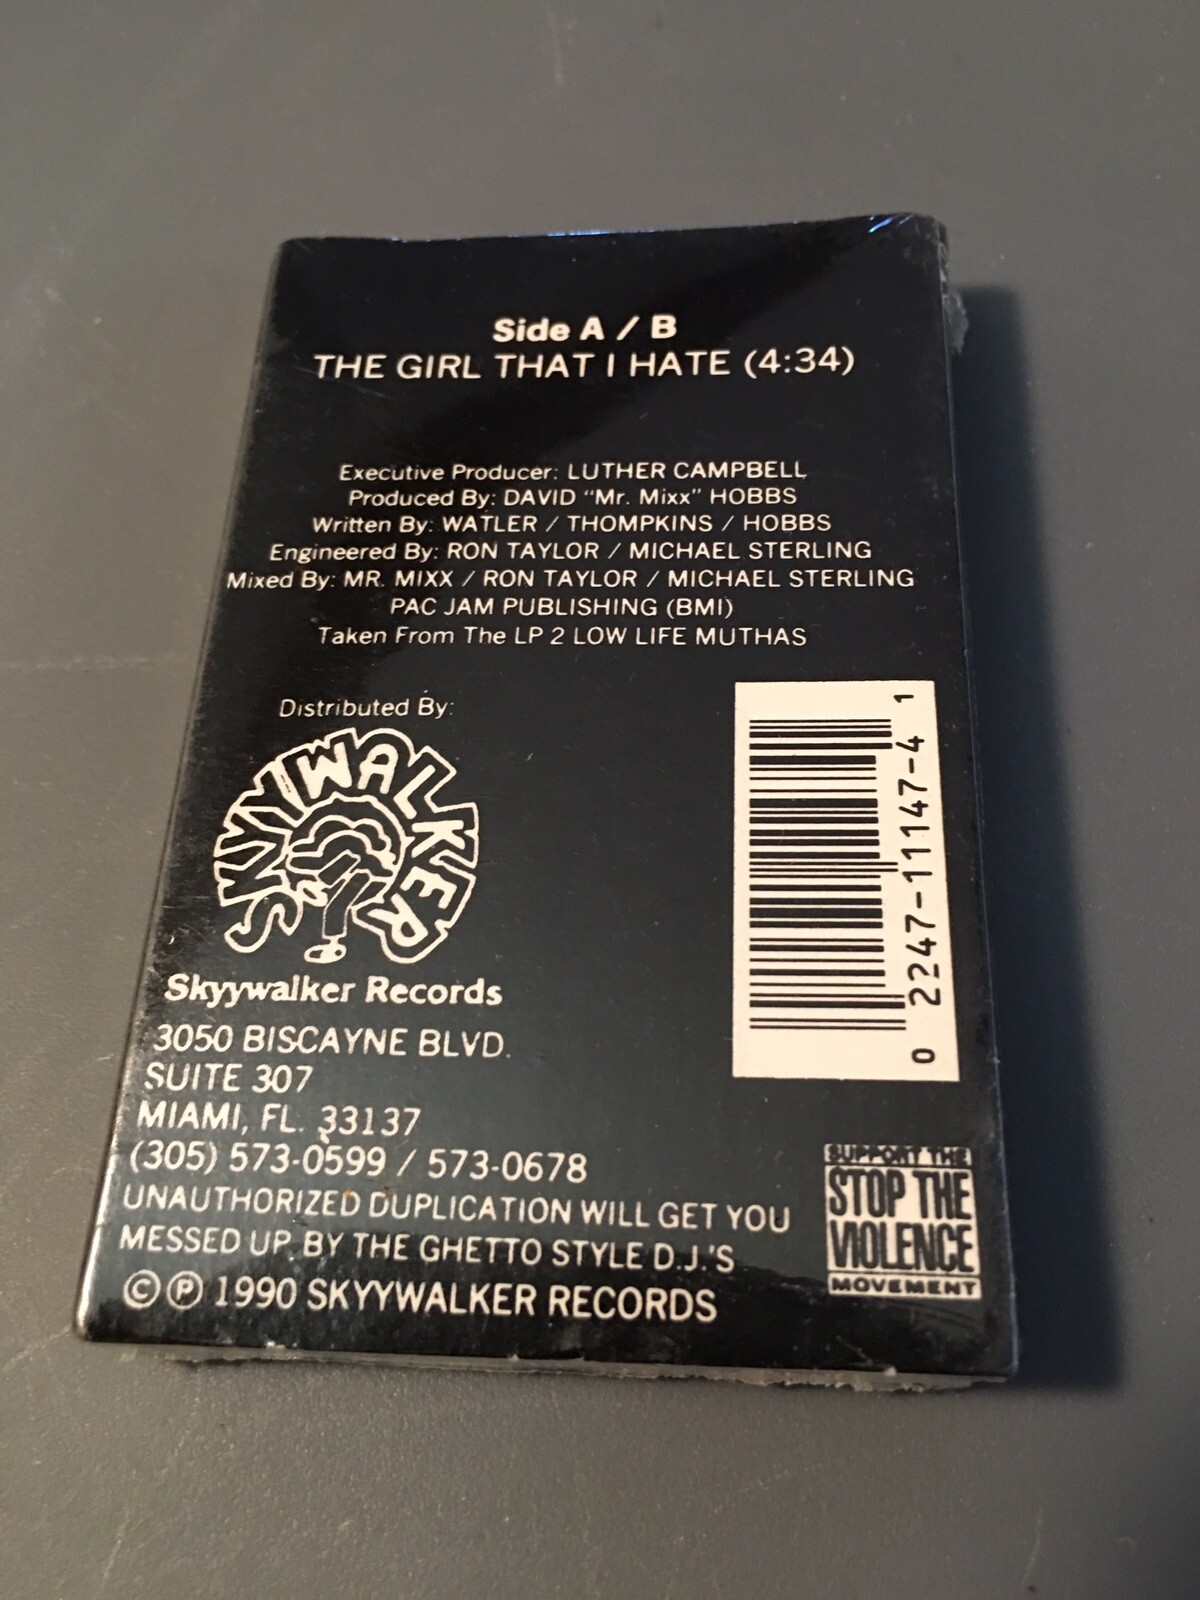 Side A / B
THE GIRL THAT I HATE (4:34)
Executive Producer: LUTHER CAMPBELL
Produced By: DAVID "Mr. Mixx" HOBBS
Written By: WATLER / THOMPKINS / HOBBS
Engineered By: RON TAYLOR / MICHAEL STERLING
Mixed By: MR. MIXX / RON TAYLOR / MICHAEL STERLING
PAC JAM PUBLISHING (BMI)
Taken From The LP 2 LOW LIFE MUTHAS
Distributed By:
SKYYWALKER
Skyywalker Records
3050 BISCAYNE BLVD.
SUITE 307
MIAMI, FL. 33137
(305) 573-0599 / 573-0678
UNAUTHORIZED DUPLICATION WILL GET YOU
MESSED UP BY THE GHETTO STYLE D.J.'S
© ℗ 1990 SKYYWALKER RECORDS
0 2247-11147-4 1
SUPPORT THE
STOP THE
VIOLENCE
MOVEMENT